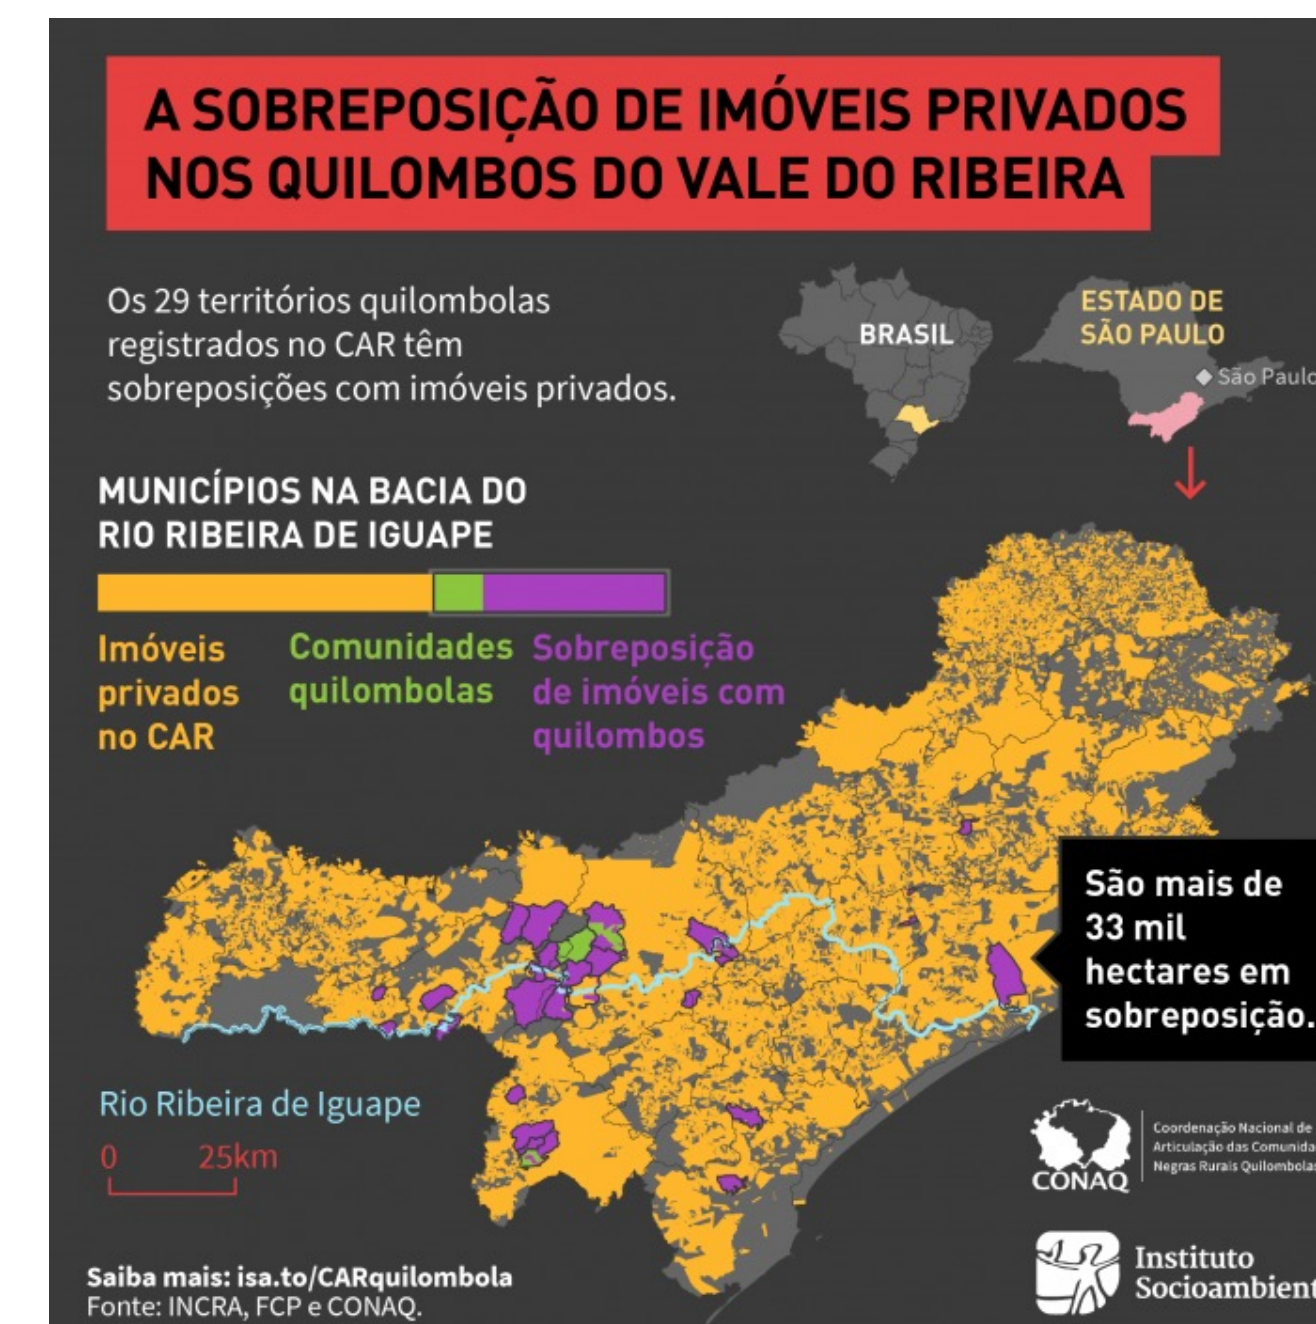 A SOBREPOSIÇÃO DE IMÓVEIS PRIVADOS
NOS QUILOMBOS DO VALE DO RIBEIRA
Os 29 territórios quilombolas
registrados no CAR têm
sobreposições com imóveis privados.
BRASIL
ESTADO DE
SÃO PAULO
São Paulo
MUNICÍPIOS NA BACIA DO
RIO RIBEIRA DE IGUAPE
Imóveis
privados
no CAR
Comunidades
quilombolas
Sobreposição
de imóveis com
quilombos
São mais de
33 mil
hectares em
sobreposição.
Rio Ribeira de Iguape
0 25km
CONAQ
Coordenação Nacional de
Articulação das
Negras Rurais
Instituto
Saiba mais: isa.to/CARquilombola
Fonte: INCRA, FCP e CONAQ.